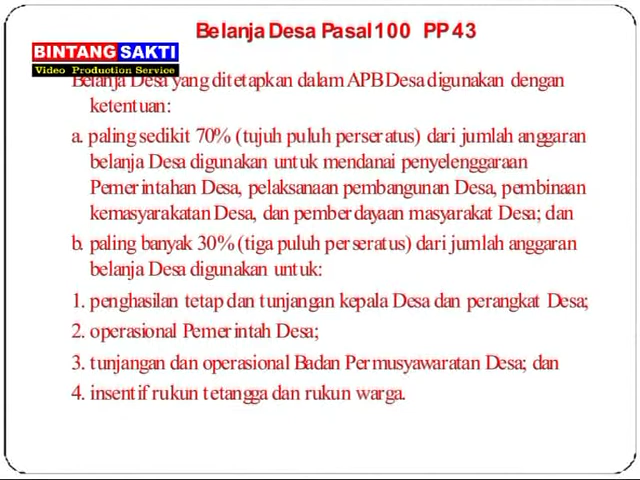 Belanja Desa Pasal 100 PP 43
BINTANG SAKTI
Video Production Service
Belanja Desa yang ditetapkan dalam APB Desa digunakan dengan
ketentuan:
a. paling sedikit 70% (tujuh puluh perseratus) dari jumlah anggaran
belanja Desa digunakan untuk mendanai penyelenggaraan
Pemerintahan Desa, pelaksanaan pembangunan Desa, pembinaan
kemasyarakatan Desa, dan pemberdayaan masyarakat Desa; dan
b. paling banyak 30% (tiga puluh perseratus) dari jumlah anggaran
belanja Desa digunakan untuk:
1. penghasilan tetap dan tunjangan kepala Desa dan perangkat Desa;
2. operasional Pemerintah Desa;
3. tunjangan dan operasional Badan Permusyawaratan Desa; dan
4. insentif rukun tetangga dan rukun warga.